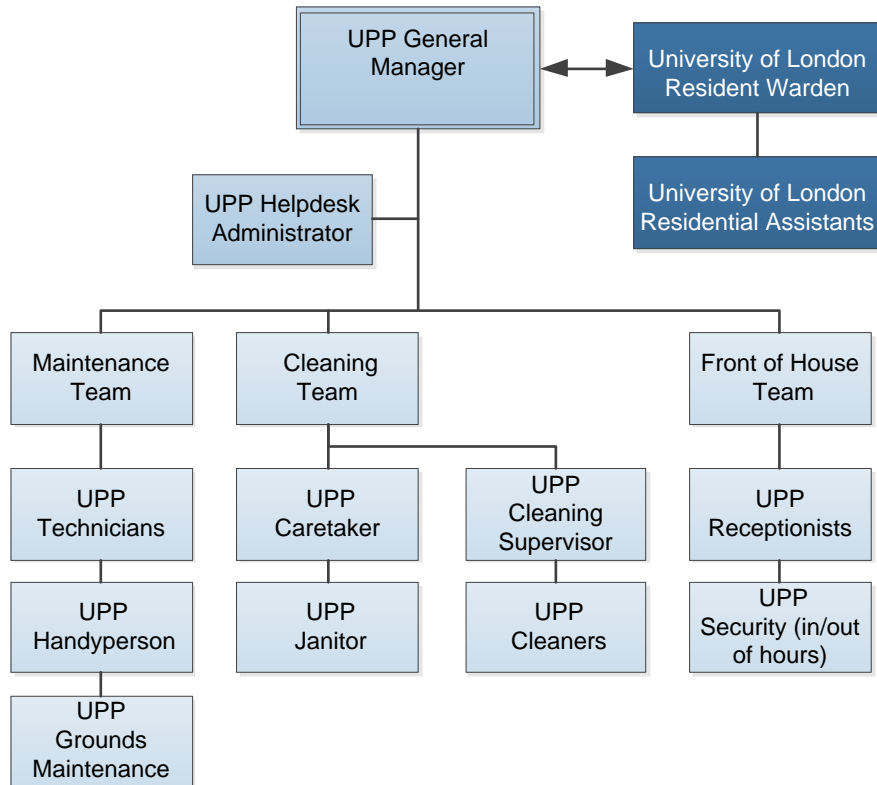 UPP General
Manager
University of London
Resident Warden
UPP Helpdesk
Administrator
University of London
Residential Assistants
Maintenance
Team
Cleaning
Team
Front of House
Team
UPP
Technicians
UPP
Caretaker
UPP
Cleaning
Supervisor
UPP
Receptionists
UPP
Handyperson
UPP
Janitor
UPP
Cleaners
UPP
Security (in/out
of hours)
UPP
Grounds
Maintenance